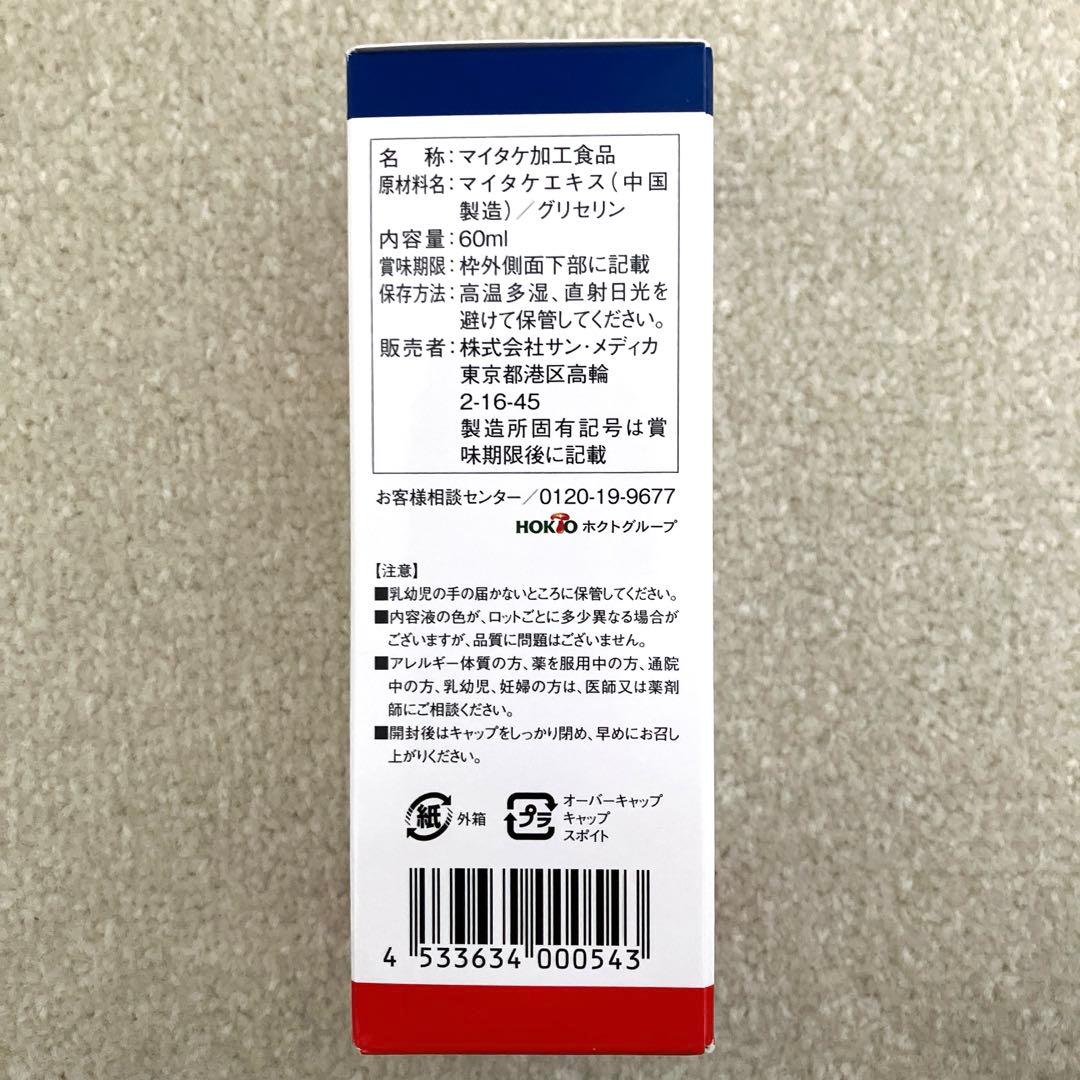 名 称：マイタケ加工食品
原材料名：マイタケエキス（中国
製造）／グリセリン
内容量：60ml
賞味期限：枠外側面下部に記載
保存方法：高温多湿、直射日光を
避けて保管してください。
販売者：株式会社サン・メディカ
東京都港区高輪
2-16-45
製造所固有記号は賞
味期限後に記載
お客様相談センター／0120-19-9677
HOKTO ホクトグループ
【注意】
■乳幼児の手の届かないところに保管してください。
■内容液の色が、ロットごとに多少異なる場合が
ございますが、品質に問題はございません。
■アレルギー体質の方、薬を服用中の方、通院
中の方、乳幼児、妊婦の方は、医師又は薬剤
師にご相談ください。
■開封後はキャップをしっかり閉め、早めにお召し
上がりください。
紙 外箱
プラ オーバーキャップ
キャップ
スポイト
4 533634 000543